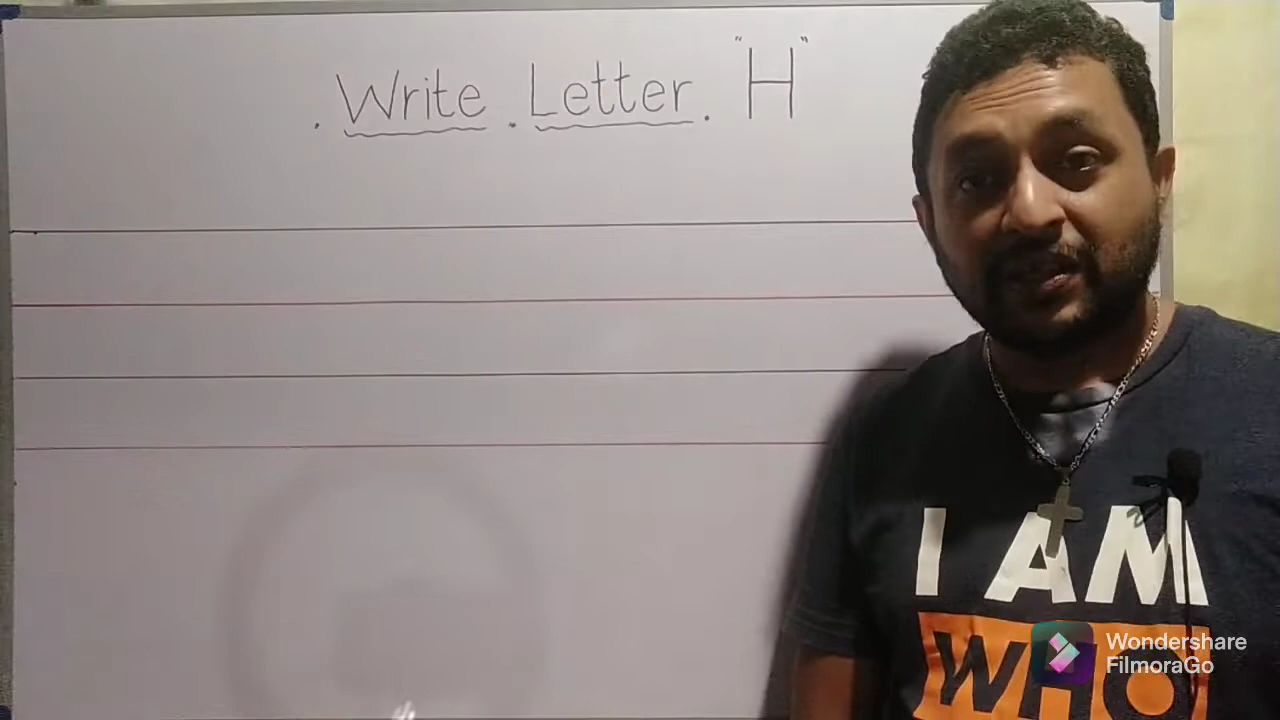 . Write . Letter . "H"
I AM
WHO
Wondershare
FilmoraGo